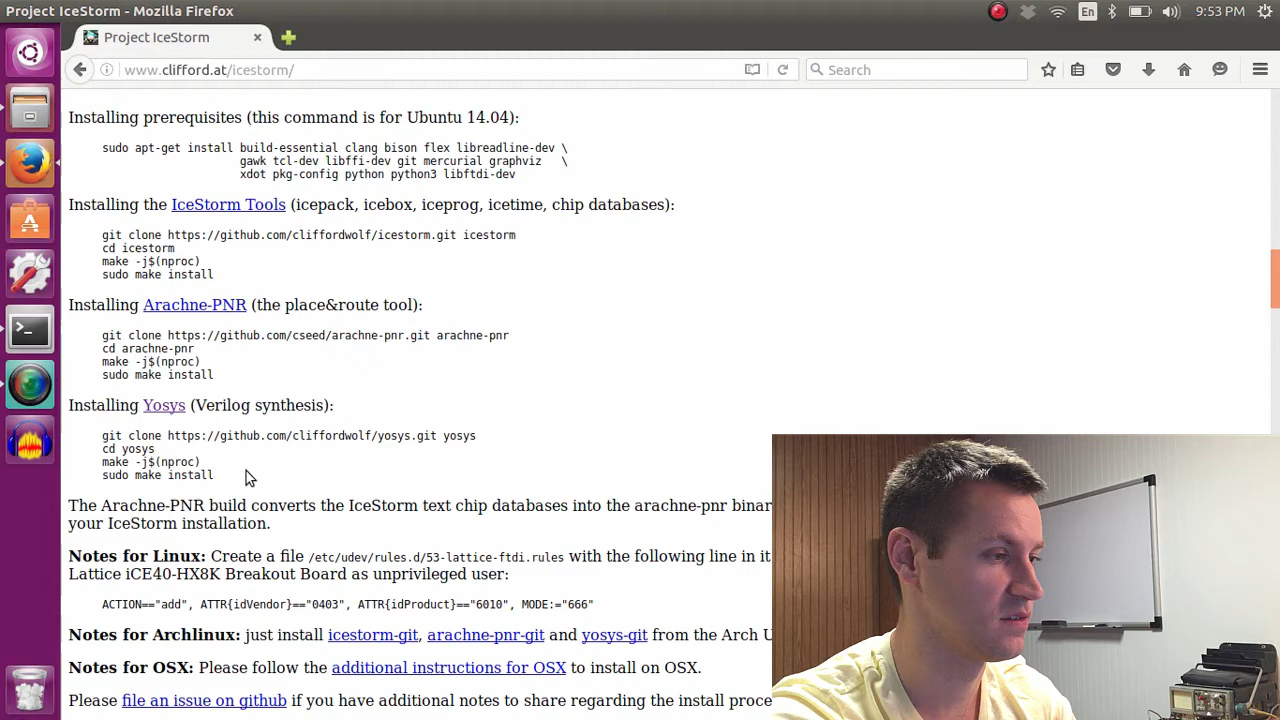 Project IceStorm - Mozilla Firefox
En
9:53 PM
Project IceStorm
www.clifford.at/icestorm/
Search
Installing prerequisites (this command is for Ubuntu 14.04):
sudo apt-get install build-essential clang bison flex libreadline-dev \
gawk tcl-dev libffi-dev git mercurial graphviz \
xdot pkg-config python python3 libftdi-dev
Installing the IceStorm Tools (icepack, icebox, iceprog, icetime, chip databases):
git clone https://github.com/cliffordwolf/icestorm.git icestorm
cd icestorm
make -j$(nproc)
sudo make install
Installing Arachne-PNR (the place&route tool):
git clone https://github.com/cseed/arachne-pnr.git arachne-pnr
cd arachne-pnr
make -j$(nproc)
sudo make install
Installing Yosys (Verilog synthesis):
git clone https://github.com/cliffordwolf/yosys.git yosys
cd yosys
make -j$(nproc)
sudo make install
The Arachne-PNR build converts the IceStorm text chip databases into the arachne-pnr binar
your IceStorm installation.
Notes for Linux: Create a file /etc/udev/rules.d/53-lattice-ftdi.rules with the following line in it
Lattice iCE40-HX8K Breakout Board as unprivileged user:
ACTION=="add", ATTR{idVendor}=="0403", ATTR{idProduct}=="6010", MODE:="666"
Notes for Archlinux: just install icestorm-git, arachne-pnr-git and yosys-git from the Arch U
Notes for OSX: Please follow the additional instructions for OSX to install on OSX.
Please file an issue on github if you have additional notes to share regarding the install proce